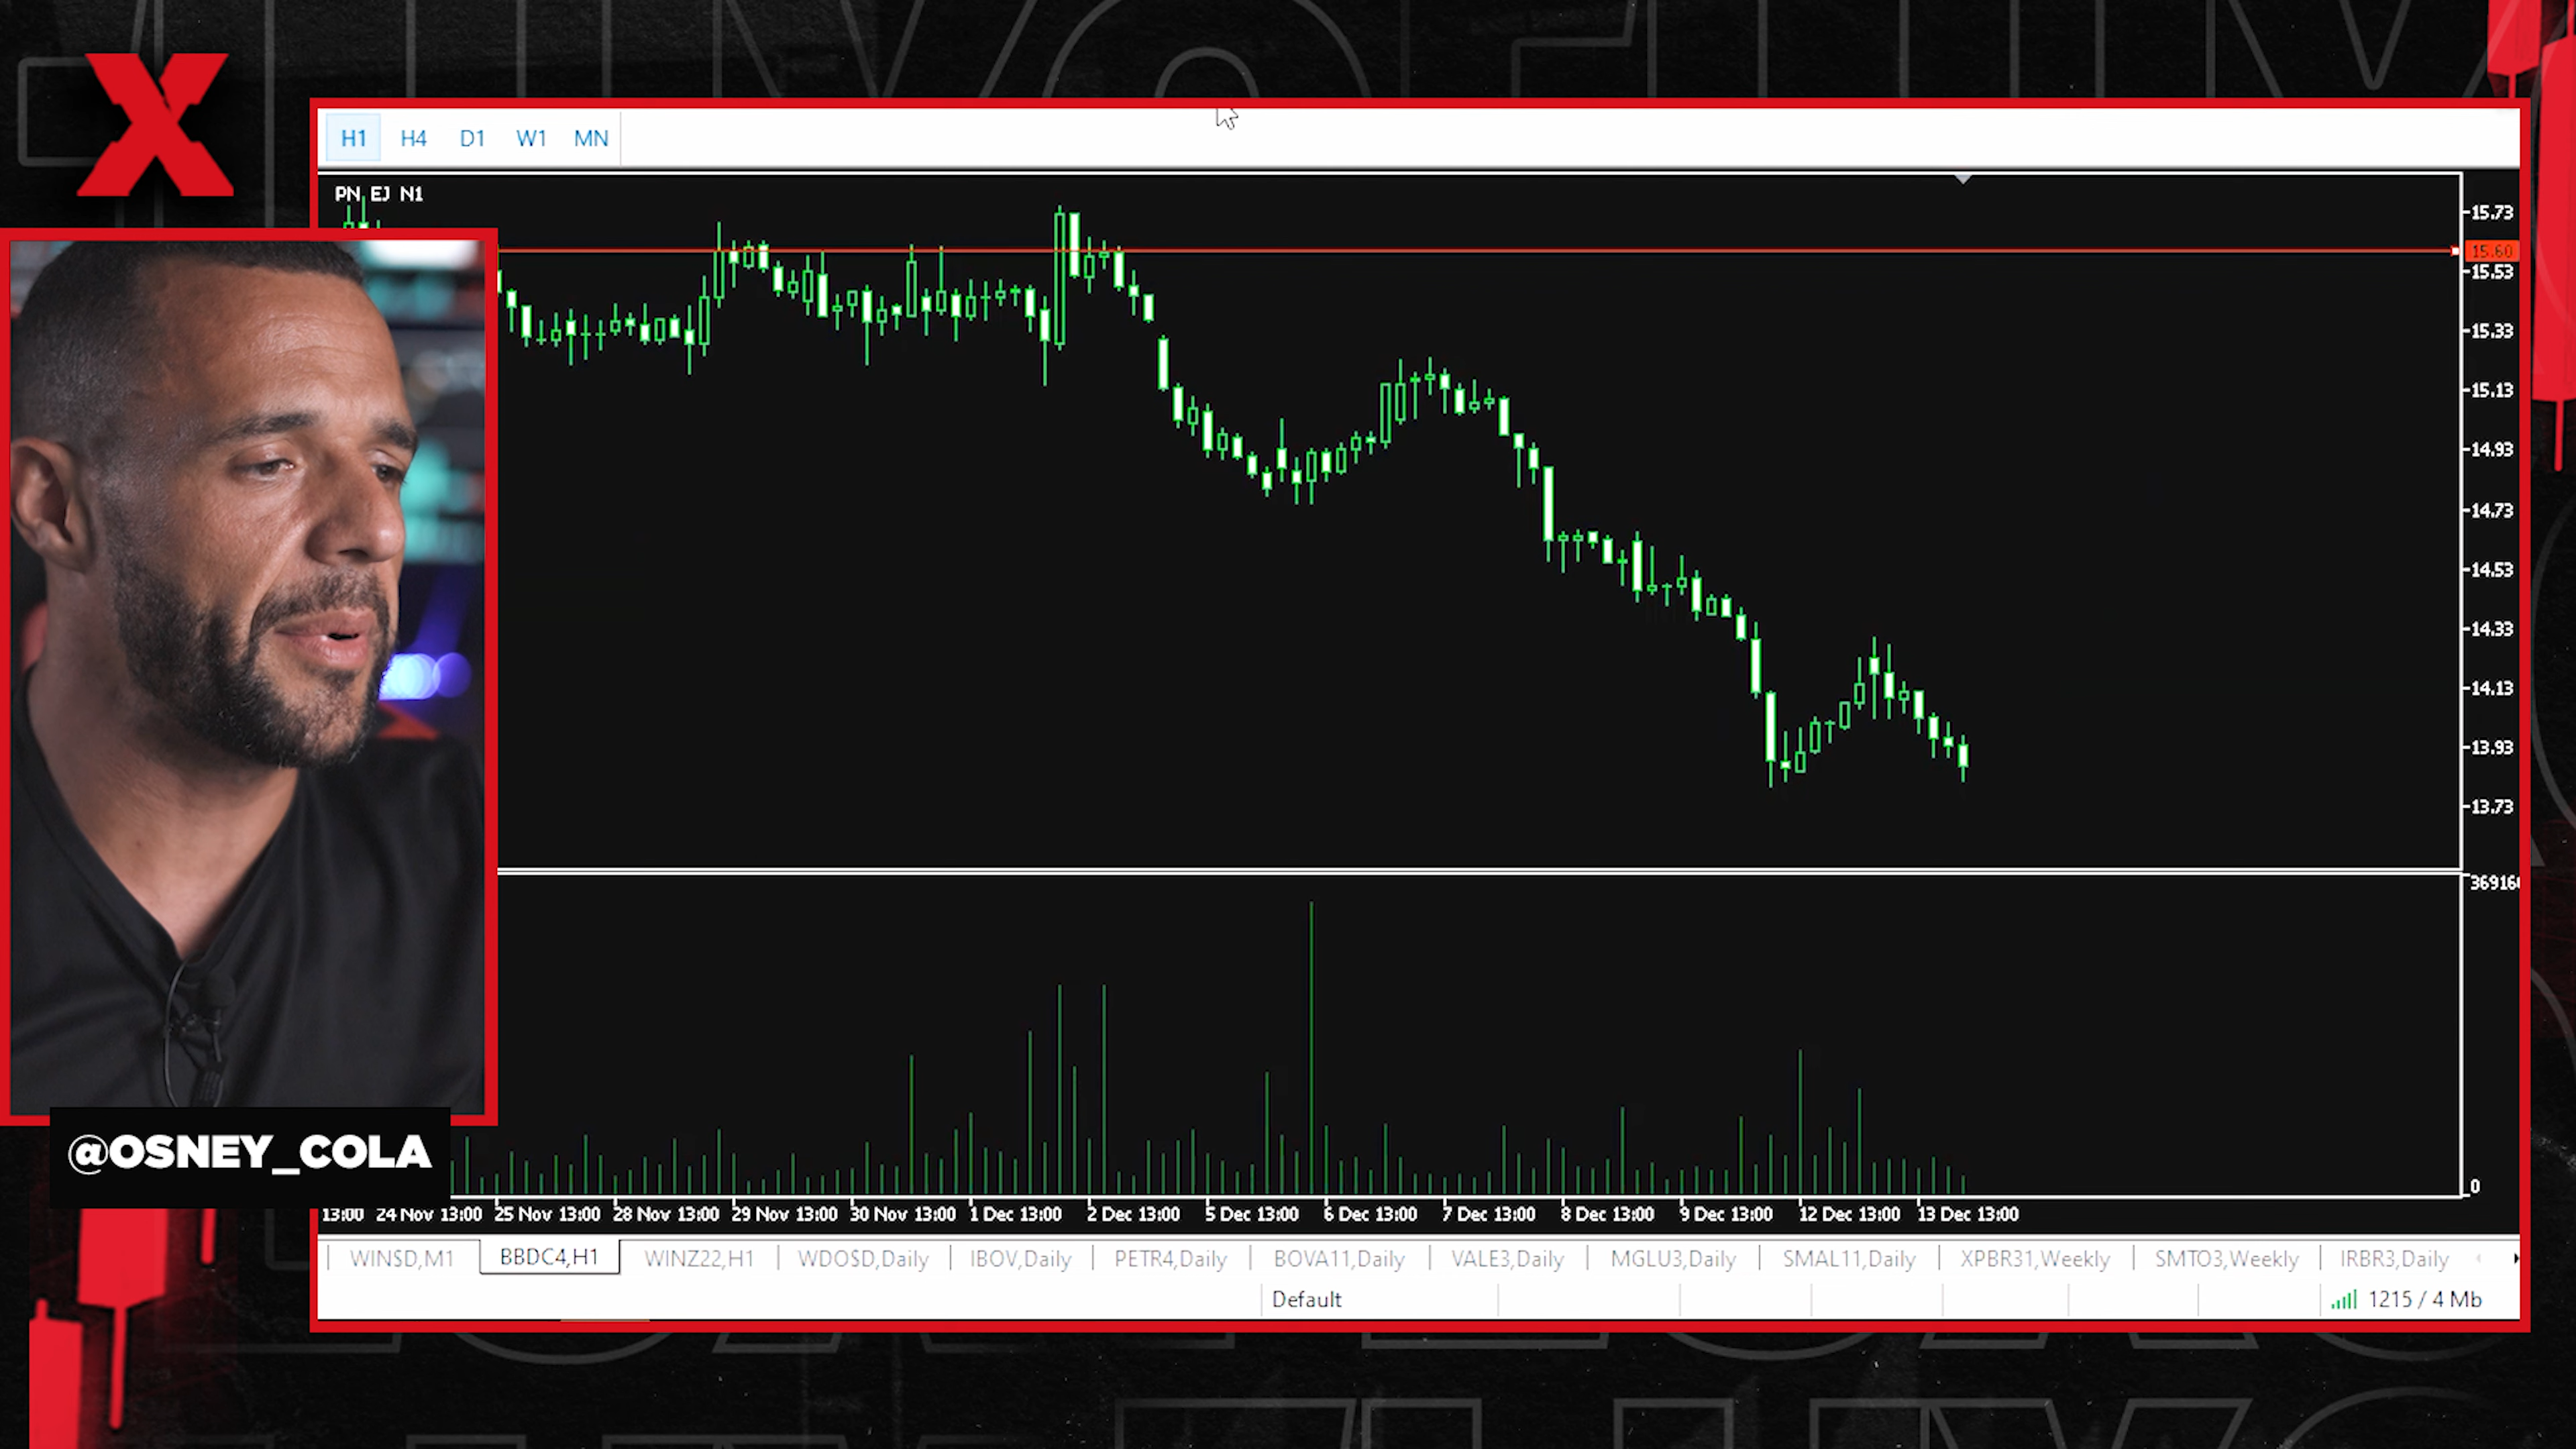 X
H1 H4 D1 W1 MN
PN EJ N1
15.73
15.60
15.53
15.33
15.13
14.93
14.73
14.53
14.33
14.13
13.93
13.73
0
@OSNEY_COLA
13:00 24 Nov 13:00 25 Nov 13:00 28 Nov 13:00 29 Nov 13:00 30 Nov 13:00 1 Dec 13:00 2 Dec 13:00 5 Dec 13:00 6 Dec 13:00 7 Dec 13:00 8 Dec 13:00 9 Dec 13:00 12 Dec 13:00 13 Dec 13:00
WIN$D,M1 BBDC4,H1 WINZ22,H1 WDO$D,Daily IBOV,Daily PETR4,Daily BOVA11,Daily VALE3,Daily MGLU3,Daily SMAL11,Daily XPBR31,Weekly SMTO3,Weekly IRBR3,Daily
Default 1215 / 4 Mb